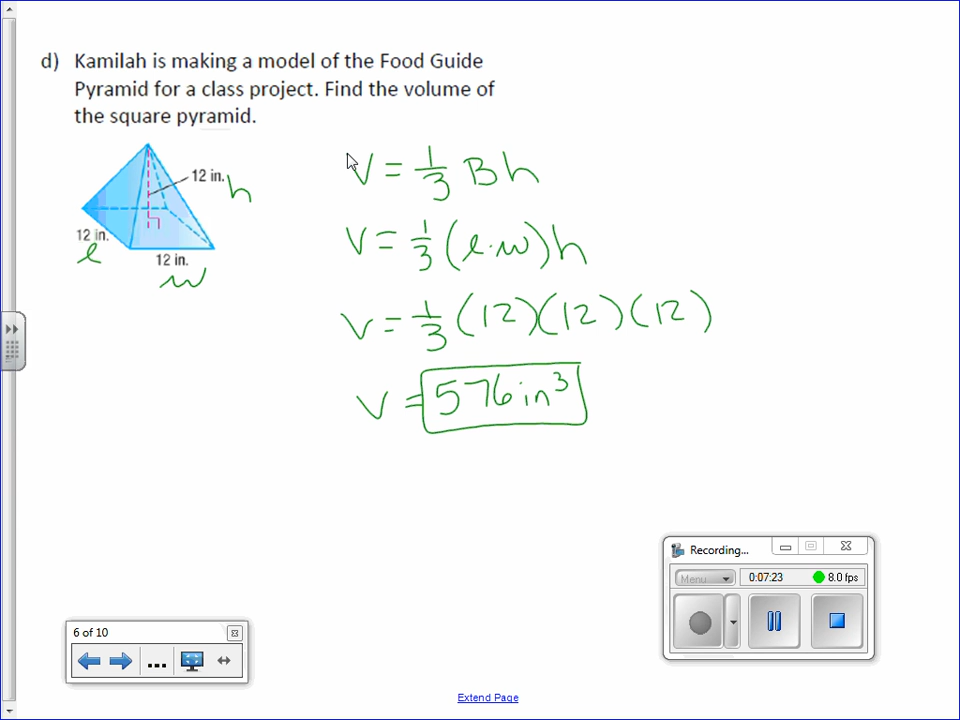 d) Kamilah is making a model of the Food Guide
Pyramid for a class project. Find the volume of
the square pyramid.
12 in. h
12 in.
l
12 in.
w
V = 1/3 Bh
V = 1/3 (l·w)h
V = 1/3 (12)(12)(12)
V = 576 in³
Recording...
Menu
0:07:23
8.0 fps
6 of 10
...
Extend Page